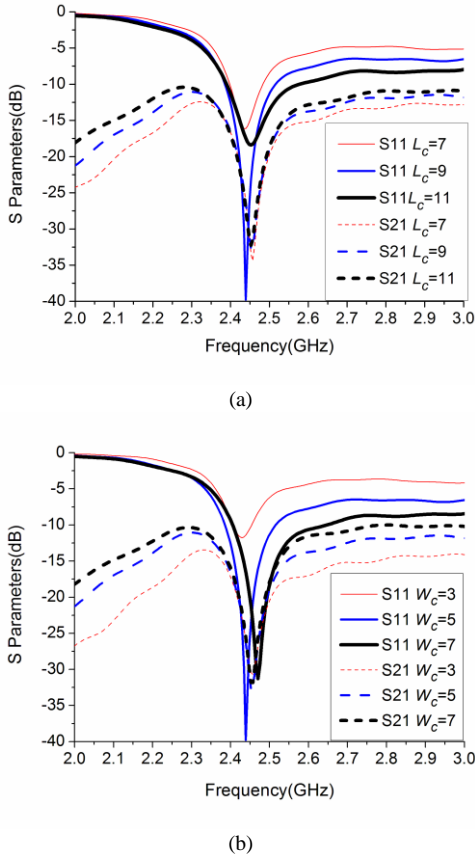 0
-5
-10
-15
-20
-25
-30
-35
-40
S Parameters(dB)
S11 Lc=7
S11 Lc=9
S11Lc=11
S21 Lc=7
S21 Lc=9
S21 Lc=11
2.0 2.1 2.2 2.3 2.4 2.5 2.6 2.7 2.8 2.9 3.0
Frequency(GHz)
(a)
0
-5
-10
-15
-20
-25
-30
-35
-40
S Parameters(dB)
S11 Wc=3
S11 Wc=5
S11 Wc=7
S21 Wc=3
S21 Wc=5
S21 Wc=7
2.0 2.1 2.2 2.3 2.4 2.5 2.6 2.7 2.8 2.9 3.0
Frequency(GHz)
(b)